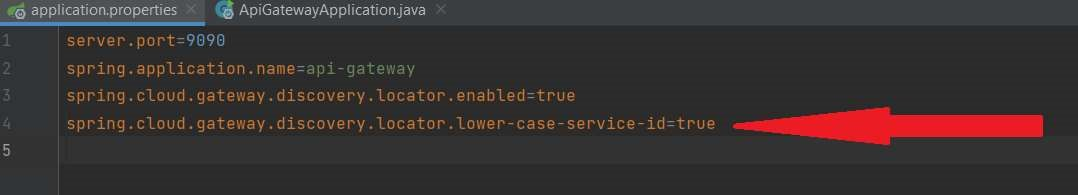 application.properties ApiGatewayApplication.java
1 server.port=9090
2 spring.application.name=api-gateway
3 spring.cloud.gateway.discovery.locator.enabled=true
4 spring.cloud.gateway.discovery.locator.lower-case-service-id=true
5